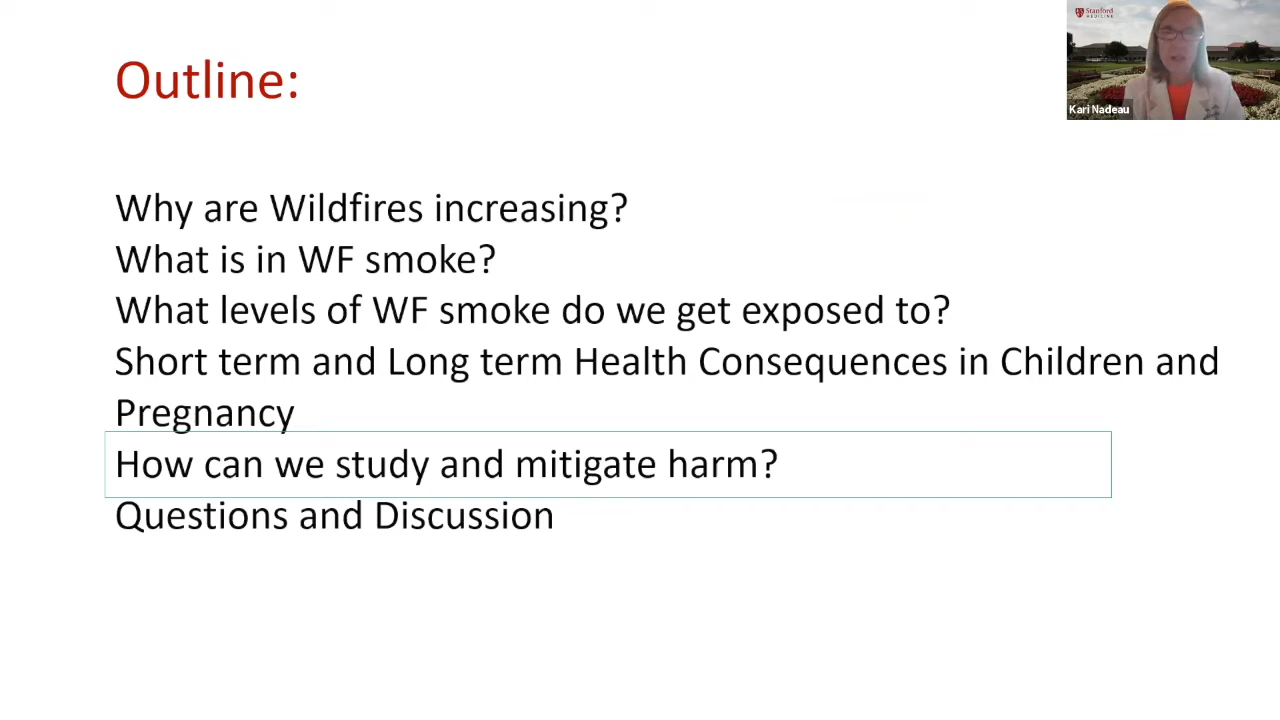 Outline:
Stanford
MEDICINE
Kari Nadeau
Why are Wildfires increasing?
What is in WF smoke?
What levels of WF smoke do we get exposed to?
Short term and Long term Health Consequences in Children and
Pregnancy
How can we study and mitigate harm?
Questions and Discussion